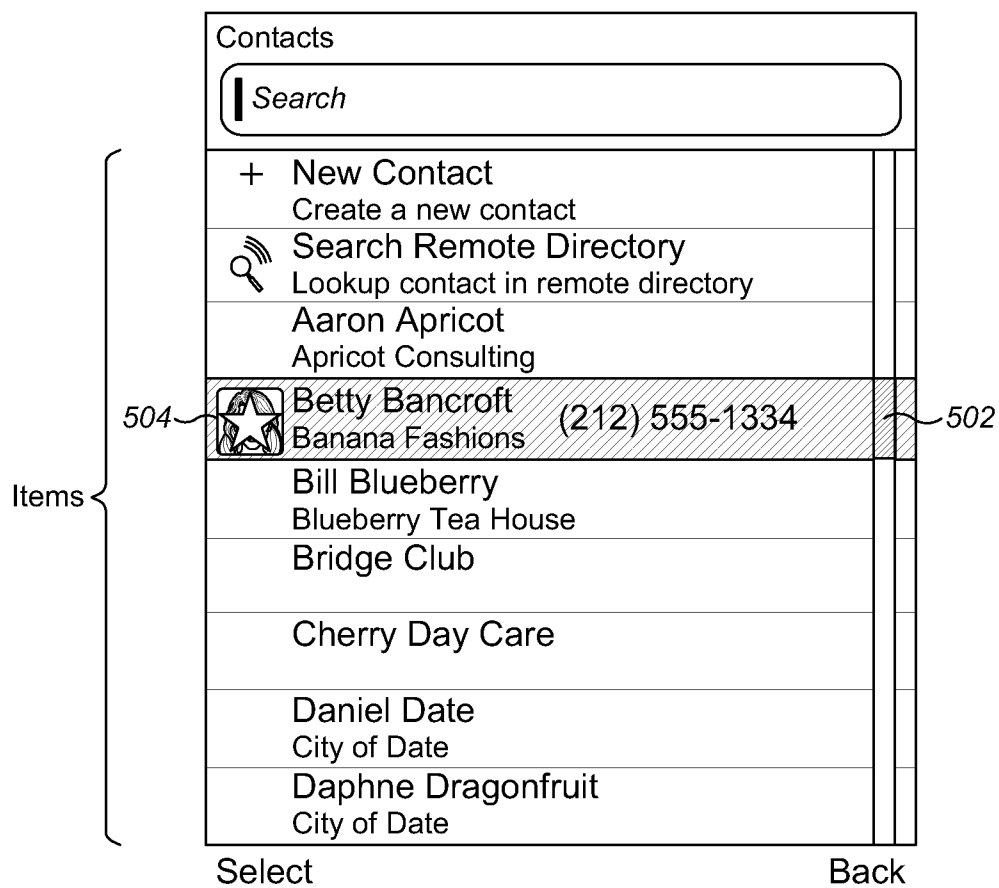 Contacts
Search
+ New Contact
Create a new contact
Search Remote Directory
Lookup contact in remote directory
Aaron Apricot
Apricot Consulting
504
Betty Bancroft
Banana Fashions
(212) 555-1334
502
Items
Bill Blueberry
Blueberry Tea House
Bridge Club
Cherry Day Care
Daniel Date
City of Date
Daphne Dragonfruit
City of Date
Select
Back